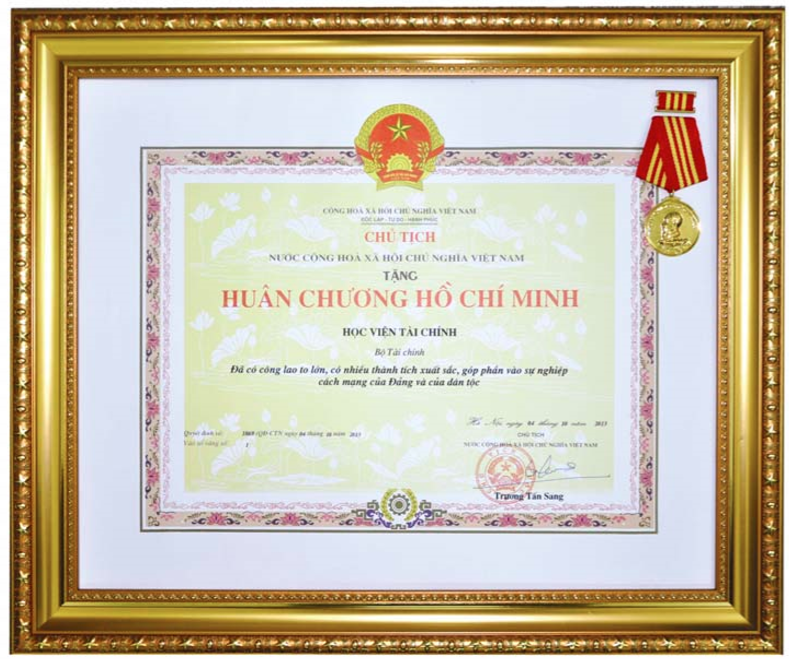 CỘNG HOÀ XÃ HỘI CHỦ NGHĨA VIỆT NAM
ĐỘC LẬP - TỰ DO - HẠNH PHÚC
CHỦ TỊCH
NƯỚC CỘNG HOÀ XÃ HỘI CHỦ NGHĨA VIỆT NAM
TẶNG
HUÂN CHƯƠNG HỒ CHÍ MINH
HỌC VIỆN TÀI CHÍNH
Bộ Tài chính
Đã có công lao to lớn, có nhiều thành tích xuất sắc, góp phần vào sự nghiệp
cách mạng của Đảng và của dân tộc
Quyết định số: /QĐ-CTN ngày 04 tháng 10 năm 2013
Vào sổ vàng số: 1
Hà Nội, ngày 04 tháng 10 năm 2013
CHỦ TỊCH
NƯỚC CỘNG HOÀ XÃ HỘI CHỦ NGHĨA VIỆT NAM
Trương Tấn Sang